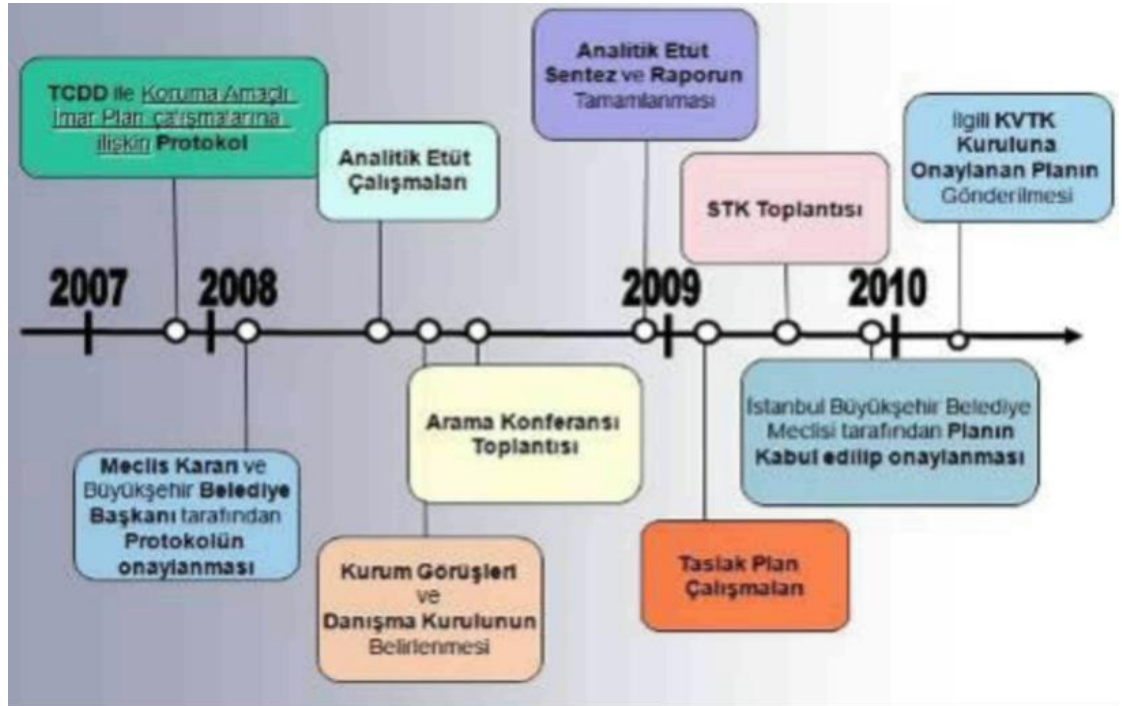 TCDD ile Koruma Amaçlı
İmar Plan çalışmalarına
ilişkin Protokol
Analitik Etüt
Çalışmaları
Analitik Etüt
Sentez ve Raporun
Tamamlanması
STK Toplantısı
İlgili KVTK
Kuruluna
Onaylanan Planın
Gönderilmesi
2007
2008
2009
2010
Meclis Kararı ve
Büyükşehir Belediye
Başkanı tarafından
Protokolün
onaylanması
Kurum Görüşleri
ve
Danışma Kurulunun
Belirlenmesi
Arama Konferansı
Toplantısı
Taslak Plan
Çalışmaları
İstanbul Büyükşehir Belediye
Meclisi tarafından Planın
Kabul edilip onaylanması